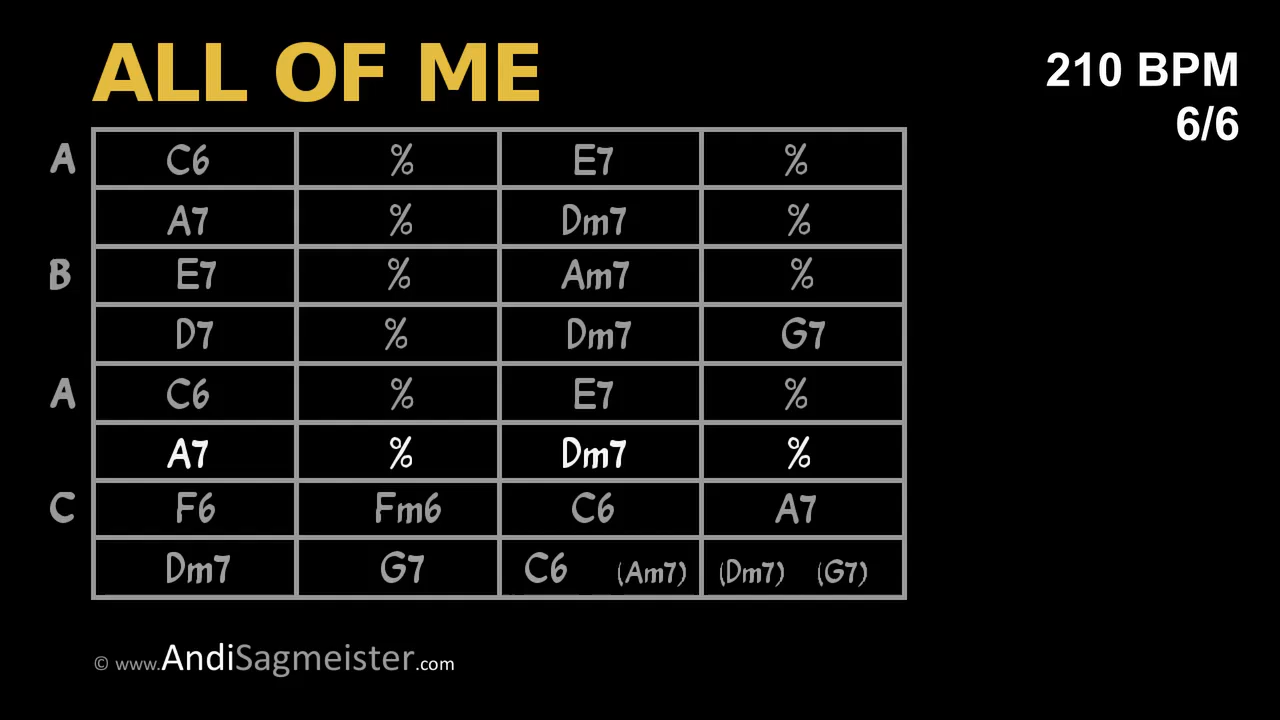 ALL OF ME
210 BPM
6/6
A C6 % E7 %
A7 % Dm7 %
B E7 % Am7 %
D7 % Dm7 G7
A C6 % E7 %
A7 % Dm7 %
C F6 Fm6 C6 A7
Dm7 G7 C6 (Am7) (Dm7) (G7)
© www.AndiSagmeister.com